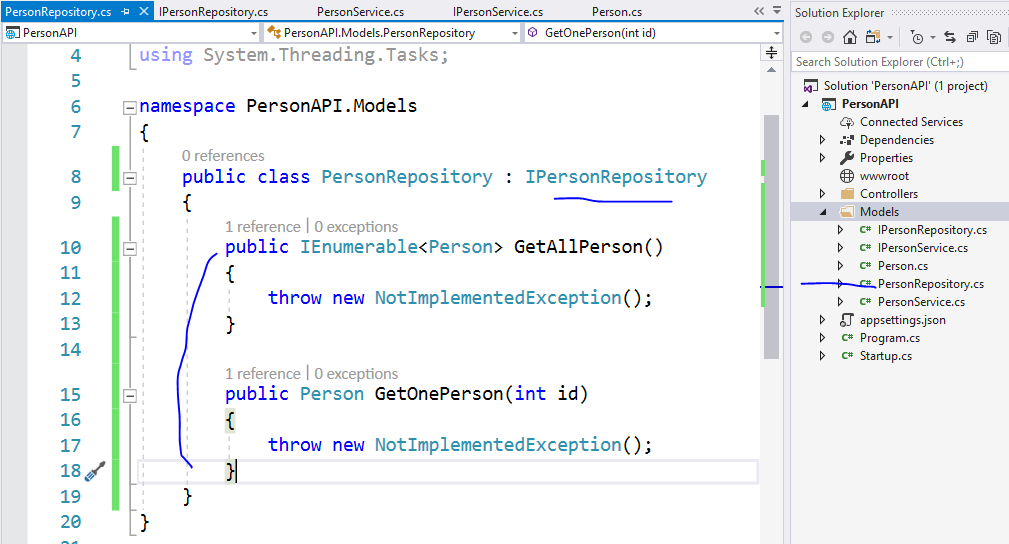 PersonRepository.cs IPersonRepository.cs PersonService.cs IPersonService.cs Person.cs
PersonAPI PersonAPI.Models.PersonRepository GetOnePerson(int id)
4 using System.Threading.Tasks;
5
6 namespace PersonAPI.Models
7 {
0 references
8 public class PersonRepository : IPersonRepository
9 {
1 reference | 0 exceptions
10 public IEnumerable<Person> GetAllPerson()
11 {
12 throw new NotImplementedException();
13 }
14
1 reference | 0 exceptions
15 public Person GetOnePerson(int id)
16 {
17 throw new NotImplementedException();
18 }
19 }
20 }
Solution Explorer
Search Solution Explorer (Ctrl+;)
Solution 'PersonAPI' (1 project)
PersonAPI
Connected Services
Dependencies
Properties
wwwroot
Controllers
Models
C# IPersonRepository.cs
C# IPersonService.cs
C# Person.cs
C# PersonRepository.cs
C# PersonService.cs
appsettings.json
C# Program.cs
C# Startup.cs